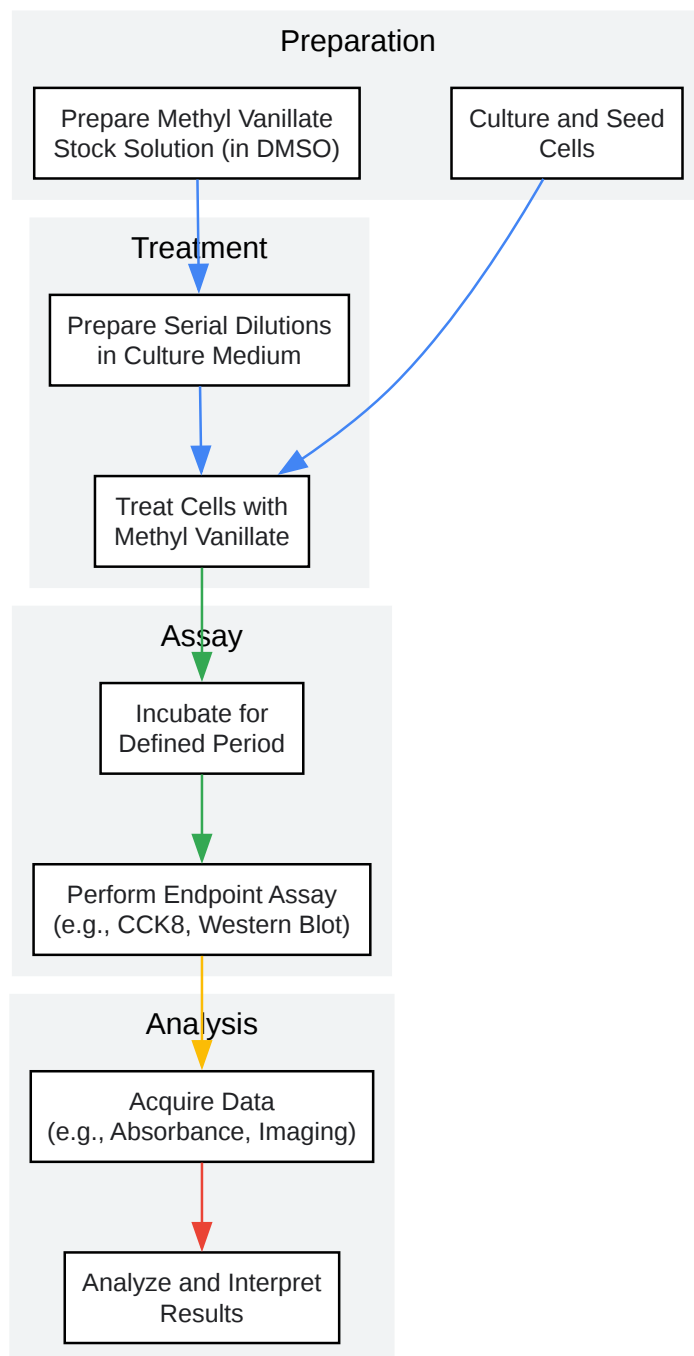 Preparation
Prepare Methyl Vanillate
Stock Solution (in DMSO)
Culture and Seed
Cells
Treatment
Prepare Serial Dilutions
in Culture Medium
Treat Cells with
Methyl Vanillate
Assay
Incubate for
Defined Period
Perform Endpoint Assay
(e.g., CCK8, Western Blot)
Analysis
Acquire Data
(e.g., Absorbance, Imaging)
Analyze and Interpret
Results